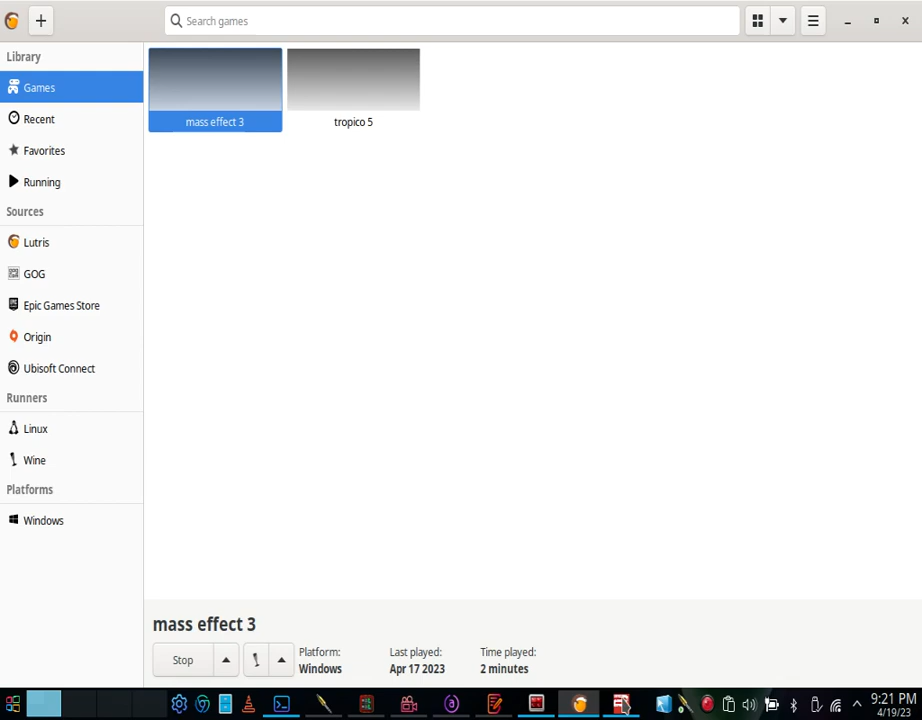 Search games
Library
Games
Recent
Favorites
Running
Sources
Lutris
GOG
Epic Games Store
Origin
Ubisoft Connect
Runners
Linux
Wine
Platforms
Windows
mass effect 3
tropico 5
mass effect 3
Stop
Platform:
Windows
Last played:
Apr 17 2023
Time played:
2 minutes
9:21 PM
4/19/23